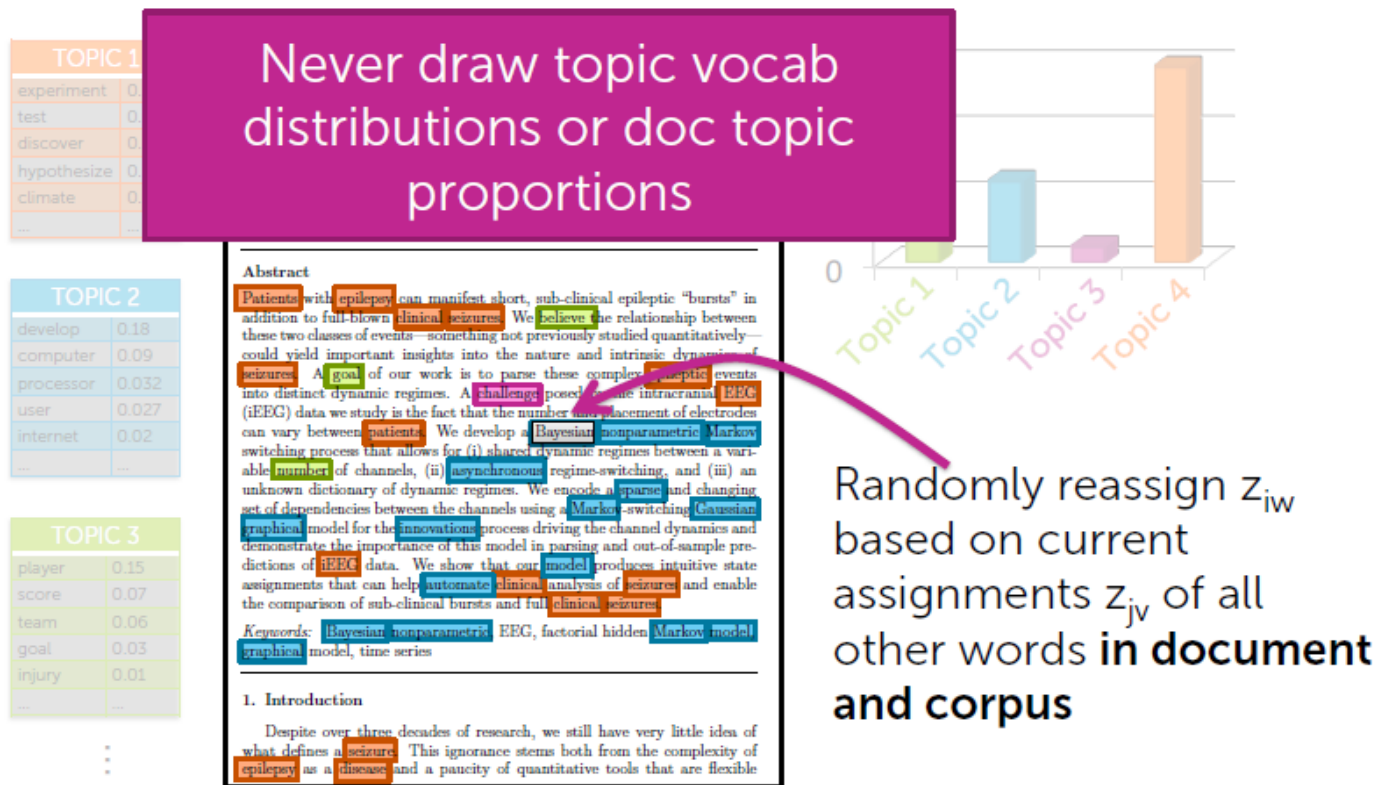 Never draw topic vocab
distributions or doc topic
proportions
TOPIC 1
experiment 0.
test 0.
discover 0.
hypothesize 0.
climate 0.
... ...
TOPIC 2
develop 0.18
computer 0.09
processor 0.032
user 0.027
internet 0.02
... ...
TOPIC 3
player 0.15
score 0.07
team 0.06
goal 0.03
injury 0.01
... ...
Abstract
Patients with epilepsy can manifest short, sub-clinical epileptic “bursts” in
addition to full-blown clinical seizures. We believe the relationship between
these two classes of events—something not previously studied quantitatively—
could yield important insights into the nature and intrinsic dynamics of
seizures. A goal of our work is to parse these complex epileptic events
into distinct dynamic regimes. A challenge posed the intracranial EEG
(iEEG) data we study is the fact that the number and placement of electrodes
can vary between patients. We develop a Bayesian nonparametric Markov
switching process that allows for (i) shared dynamic regimes between a vari-
able number of channels, (ii) asynchronous regime-switching, and (iii) an
unknown dictionary of dynamic regimes. We encode a sparse and changing
set of dependencies between the channels using a Markov-switching Gaussian
graphical model for the innovations process driving the channel dynamics and
demonstrate the importance of this model in parsing and out-of-sample pre-
dictions of iEEG data. We show that our model produces intuitive state
assignments that can help automate clinical analysis of seizures and enable
the comparison of sub-clinical bursts and full clinical seizures.
Keywords: Bayesian nonparametric, EEG, factorial hidden Markov model,
graphical model, time series
1. Introduction
Despite over three decades of research, we still have very little idea of
what defines a seizure. This ignorance stems both from the complexity of
epilepsy as a disease and a paucity of quantitative tools that are flexible
0
Topic 1
Topic 2
Topic 3
Topic 4
Randomly reassign z_iw
based on current
assignments z_jv of all
other words in document
and corpus